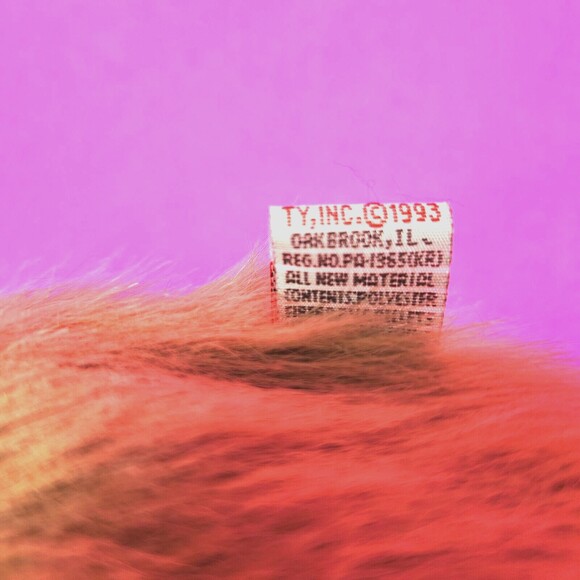 TY,INC.©1993
OAKBROOK,IL.
REG.NO.PA-1965(KR)
ALL NEW MATERIAL
CONTENTS:POLYESTER